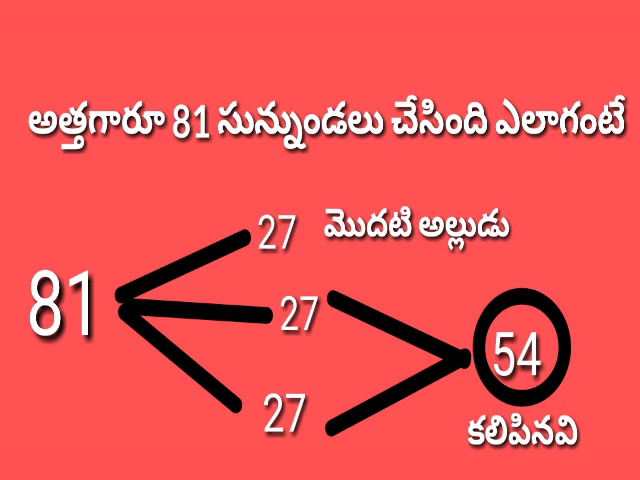 అత్తగారూ 81 సున్నుండలు చేసింది ఎలాగంటే
27 మొదటి అల్లుడు
81
27
54
27
కలిపినవి